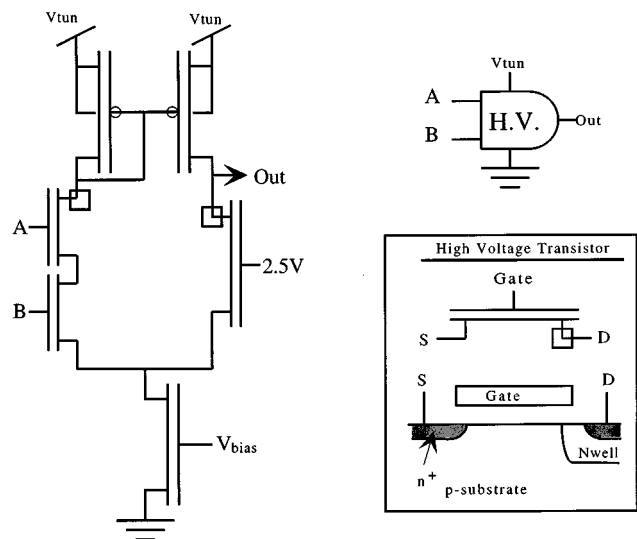 Vtun
Vtun
Out
A
B
2.5V
Vbias
Vtun
A
B
H.V.
Out
High Voltage Transistor
Gate
S
D
S
Gate
D
Nwell
n+
p-substrate